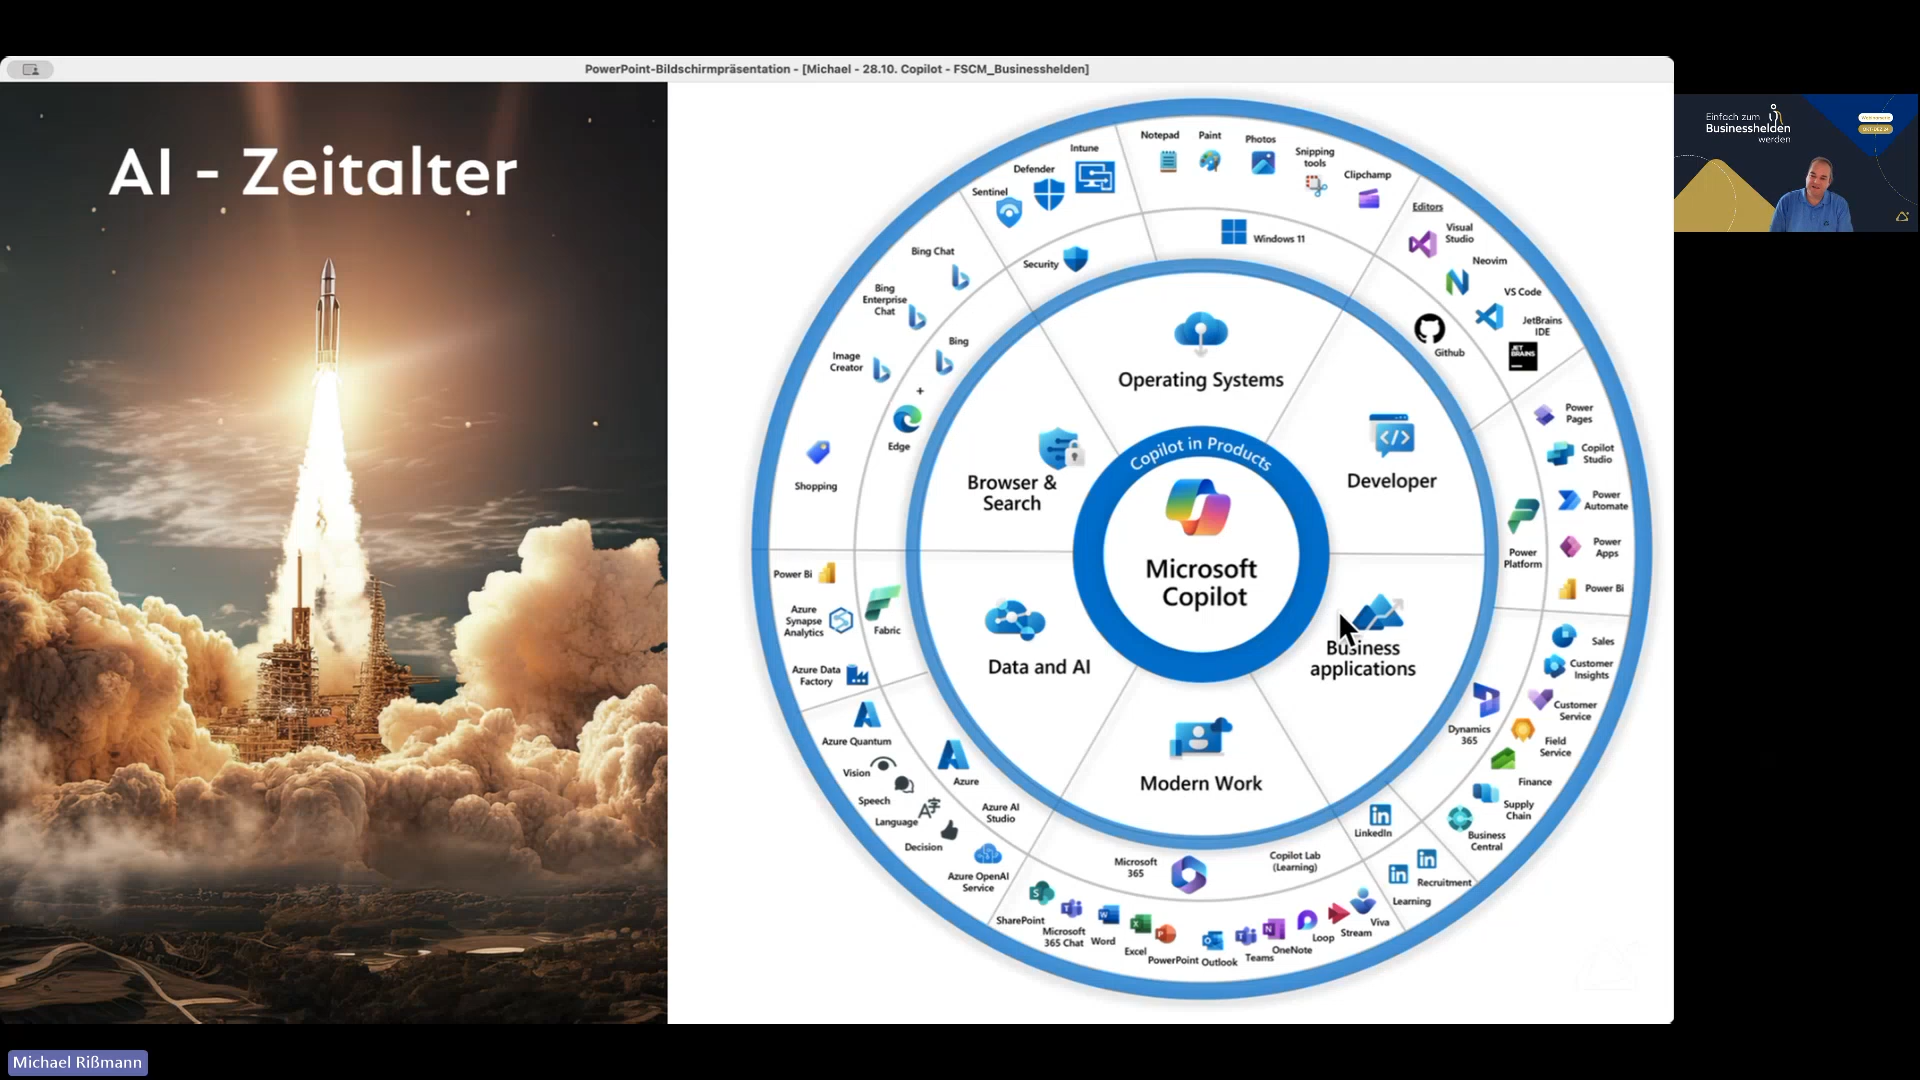 PowerPoint-Bildschirmpräsentation - [Michael - 28.10. Copilot - FSCM_Businesshelden]
AI - Zeitalter
Einfach zum
Businesshelden
werden
Notepad
Paint
Photos
Snipping
tools
Clipchamp
Windows 11
Intune
Defender
Sentinel
Security
Editors
Visual
Studio
Neovim
VS Code
JetBrains
IDE
JET
BRAINS
Github
Bing Chat
Bing
Enterprise
Chat
Image
Creator
Bing
+
Edge
Shopping
Operating Systems
Developer
Browser &
Search
Copilot in Products
Microsoft
Copilot
Business
applications
Data and AI
Modern Work
Power
Pages
Copilot
Studio
Power
Automate
Power
Apps
Power Bi
Power
Platform
Power Bi
Azure
Synapse
Analytics
Azure Data
Factory
Fabric
Sales
Customer
Insights
Customer
Service
Field
Service
Finance
Supply
Chain
Business
Central
Dynamics
365
Azure Quantum
Vision
Speech
Language
Decision
Azure OpenAI
Service
Azure
Azure AI
Studio
LinkedIn
Recruitment
Learning
Microsoft
365
Copilot Lab
(Learning)
SharePoint
Microsoft
365 Chat
Word
Excel
PowerPoint
Outlook
Teams
OneNote
Loop
Stream
Viva
Michael Rißmann